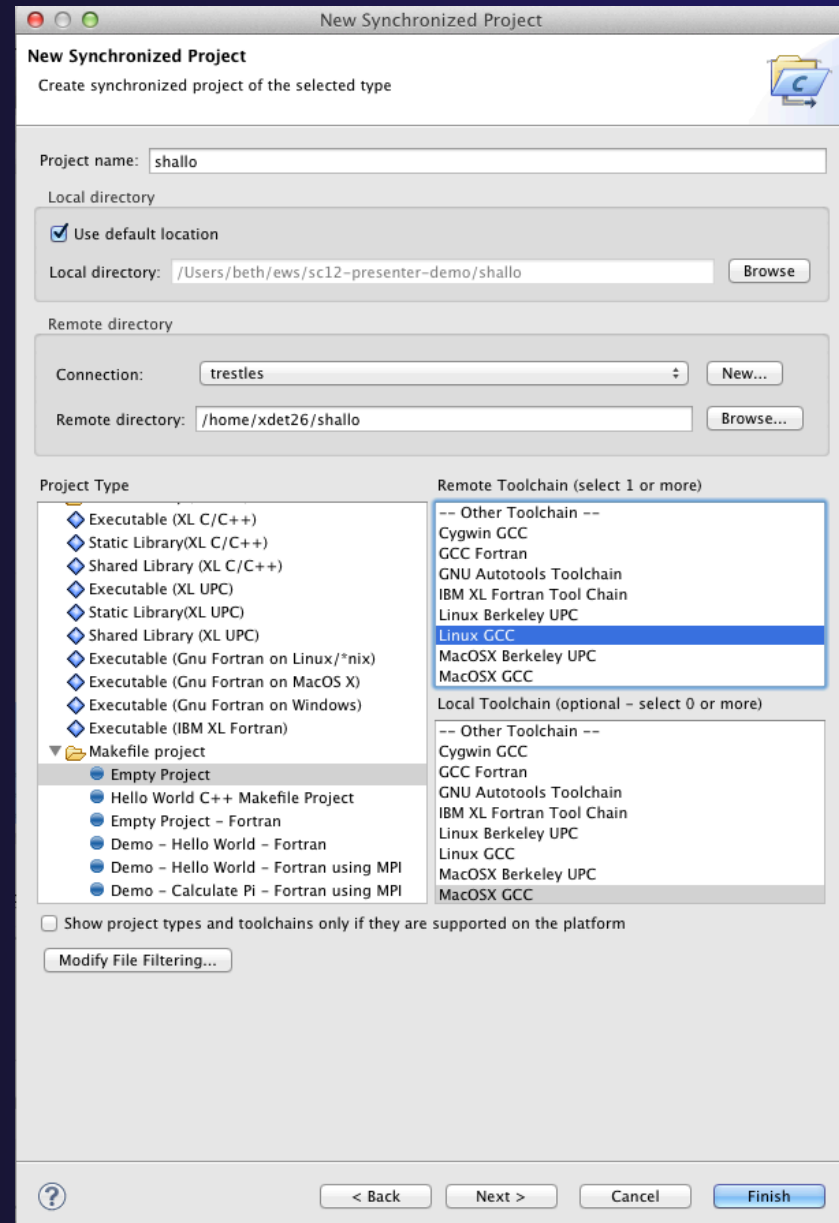 New Synchronized Project
New Synchronized Project
Create synchronized project of the selected type
Project name: shallo
Local directory
Use default location
Local directory: /Users/beth/ews/sc12-presenter-demo/shallo Browse
Remote directory
Connection: trestles New...
Remote directory: /home/xdet26/shallo Browse...
Project Type
Executable (XL C/C++)
Static Library(XL C/C++)
Shared Library (XL C/C++)
Executable (XL UPC)
Static Library(XL UPC)
Shared Library (XL UPC)
Executable (Gnu Fortran on Linux/*nix)
Executable (Gnu Fortran on MacOS X)
Executable (Gnu Fortran on Windows)
Executable (IBM XL Fortran)
Makefile project
Empty Project
Hello World C++ Makefile Project
Empty Project - Fortran
Demo - Hello World - Fortran
Demo - Hello World - Fortran using MPI
Demo - Calculate Pi - Fortran using MPI
Remote Toolchain (select 1 or more)
-- Other Toolchain --
Cygwin GCC
GCC Fortran
GNU Autotools Toolchain
IBM XL Fortran Tool Chain
Linux Berkeley UPC
Linux GCC
MacOSX Berkeley UPC
MacOSX GCC
Local Toolchain (optional - select 0 or more)
-- Other Toolchain --
Cygwin GCC
GCC Fortran
GNU Autotools Toolchain
IBM XL Fortran Tool Chain
Linux Berkeley UPC
Linux GCC
MacOSX Berkeley UPC
MacOSX GCC
Show project types and toolchains only if they are supported on the platform
Modify File Filtering...
? < Back Next > Cancel Finish